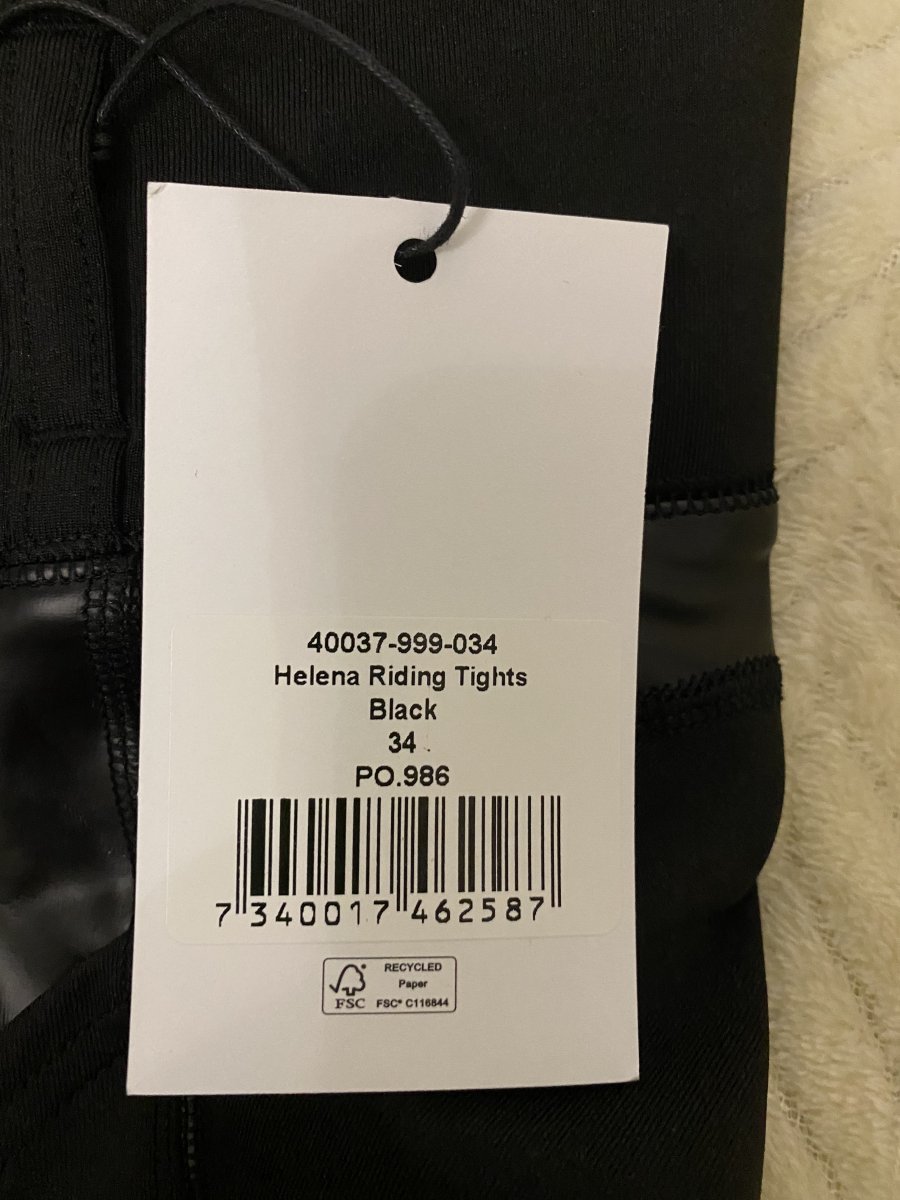 40037-999-034
Helena Riding Tights
Black
34
PO.986
7 340017 462587
RECYCLED
Paper
FSC FSC® C116844